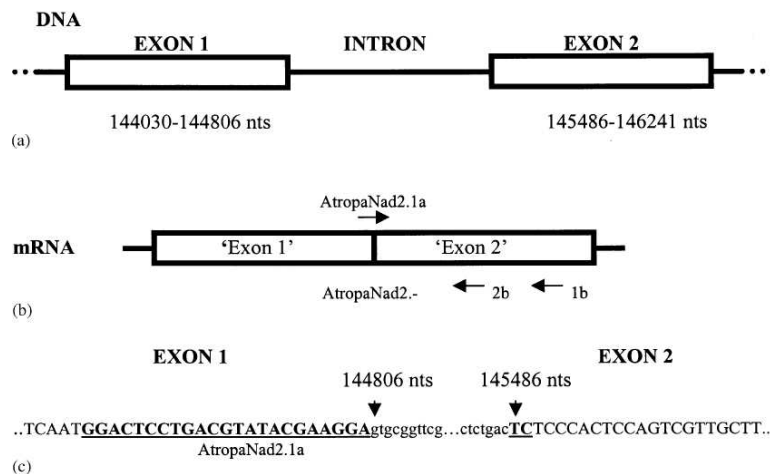 DNA
EXON 1 INTRON EXON 2
144030-144806 nts 145486-146241 nts
(a)
AtropaNad2.1a
mRNA 'Exon 1' 'Exon 2'
AtropaNad2.- 2b 1b
(b)
EXON 1 EXON 2
144806 nts 145486 nts
..TCAATGGACTCCTGACGTATACGAAGGAgtgcggttcg...ctctgacTCTCCCACTCCAGTCGTTGCTT..
AtropaNad2.1a
(c)